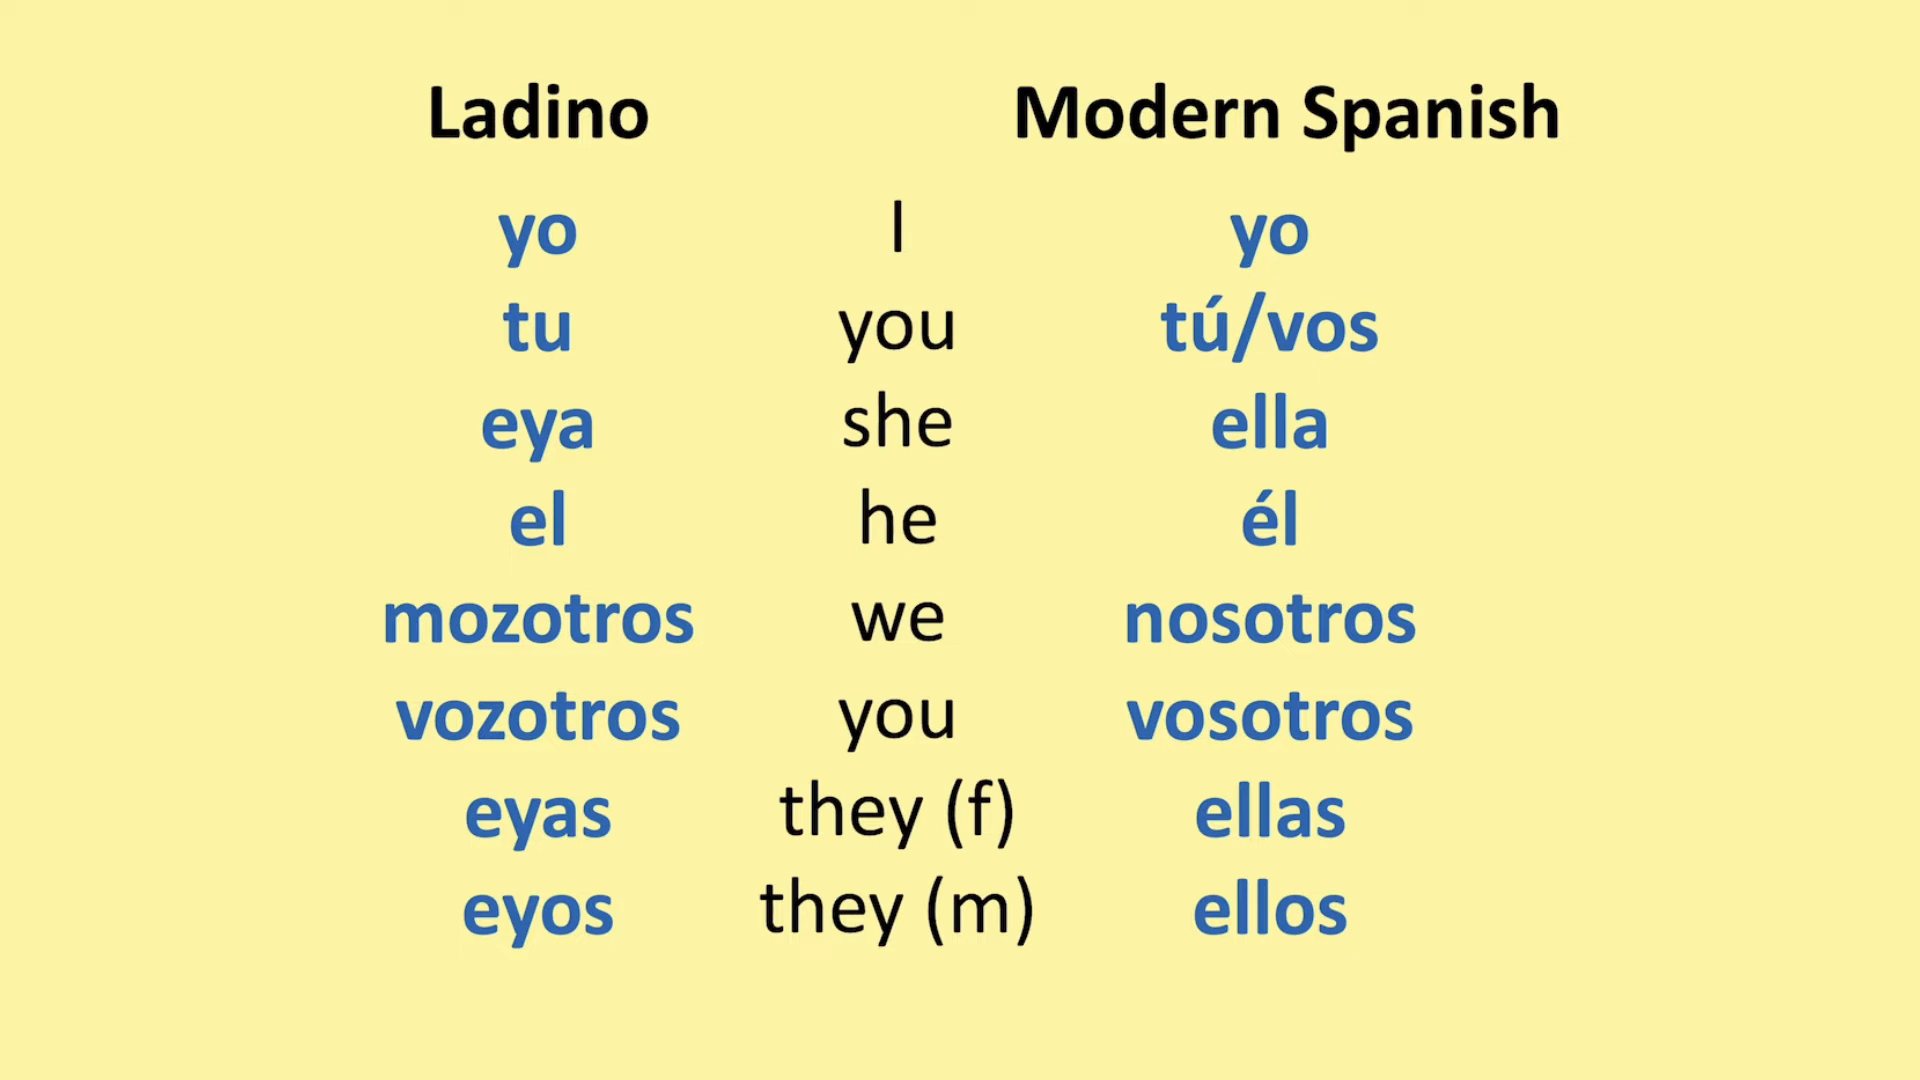 Ladino Modern Spanish
yo I yo
tu you tú/vos
eya she ella
el he él
mozotros we nosotros
vozotros you vosotros
eyas they (f) ellas
eyos they (m) ellos